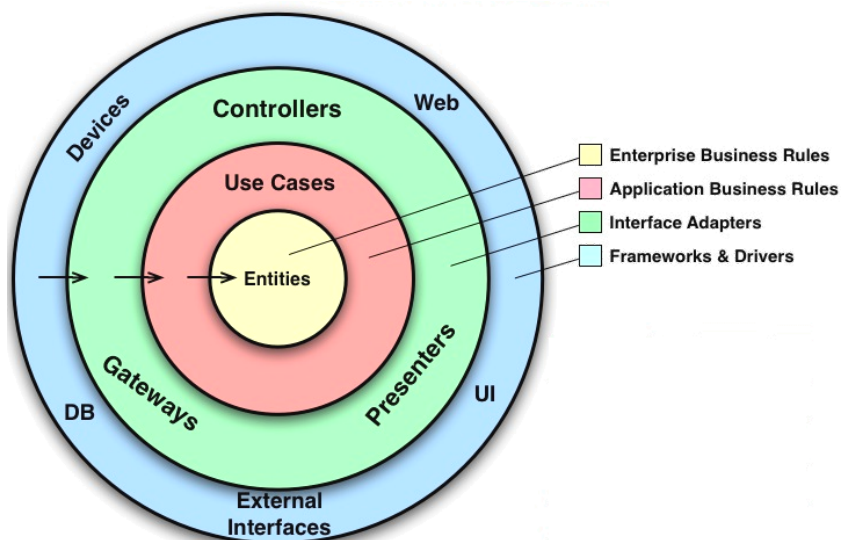 Devices
Web
Controllers
Use Cases
Entities
Gateways
Presenters
DB
UI
External
Interfaces
Enterprise Business Rules
Application Business Rules
Interface Adapters
Frameworks & Drivers